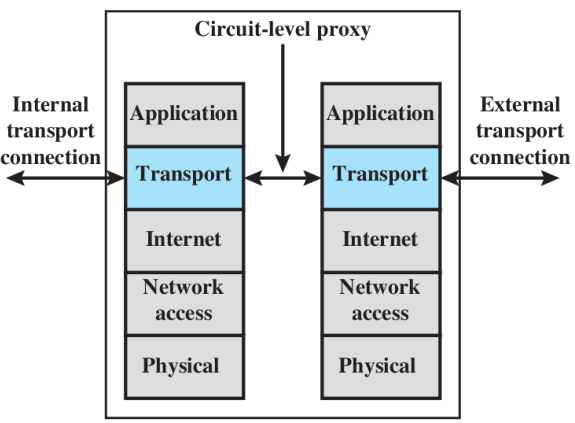 Circuit-level proxy
Internal
transport
connection
External
transport
connection
Application
Transport
Internet
Network
access
Physical
Application
Transport
Internet
Network
access
Physical